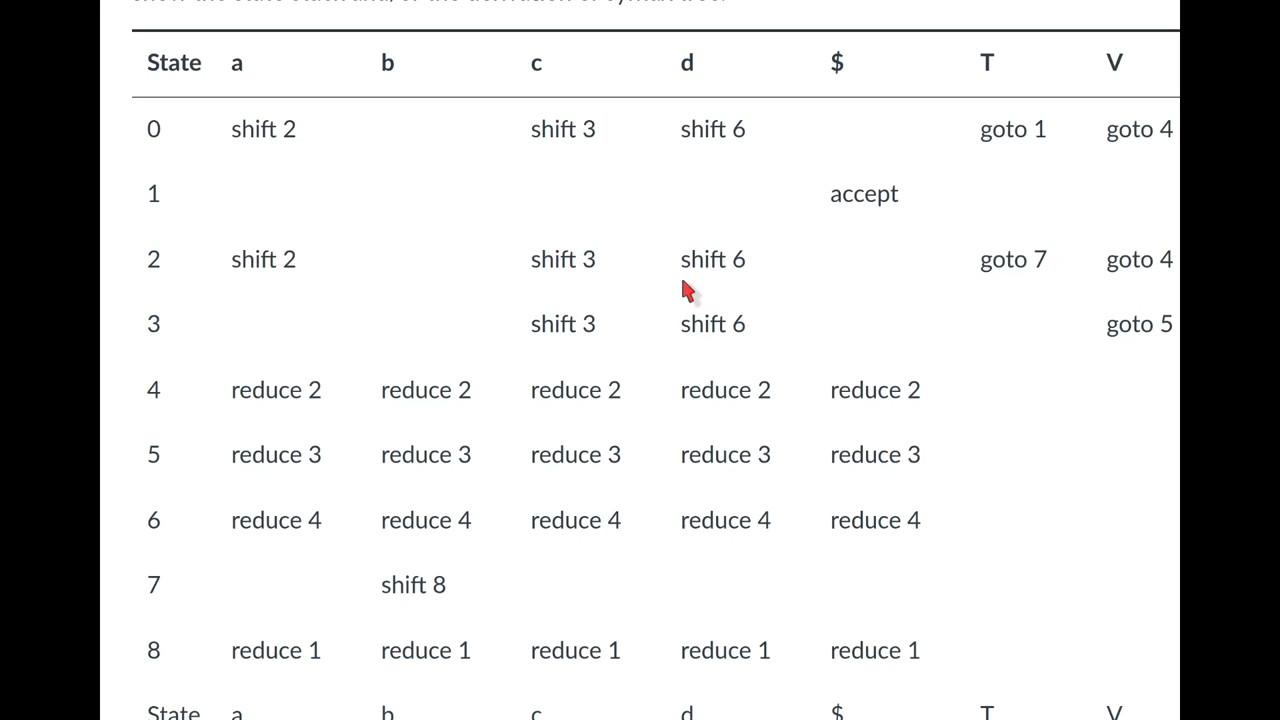 State a b c d $ T V
0 shift 2 shift 3 shift 6 goto 1 goto 4
1 accept
2 shift 2 shift 3 shift 6 goto 7 goto 4
3 shift 3 shift 6 goto 5
4 reduce 2 reduce 2 reduce 2 reduce 2 reduce 2
5 reduce 3 reduce 3 reduce 3 reduce 3 reduce 3
6 reduce 4 reduce 4 reduce 4 reduce 4 reduce 4
7 shift 8
8 reduce 1 reduce 1 reduce 1 reduce 1 reduce 1
State a b c d $ T V